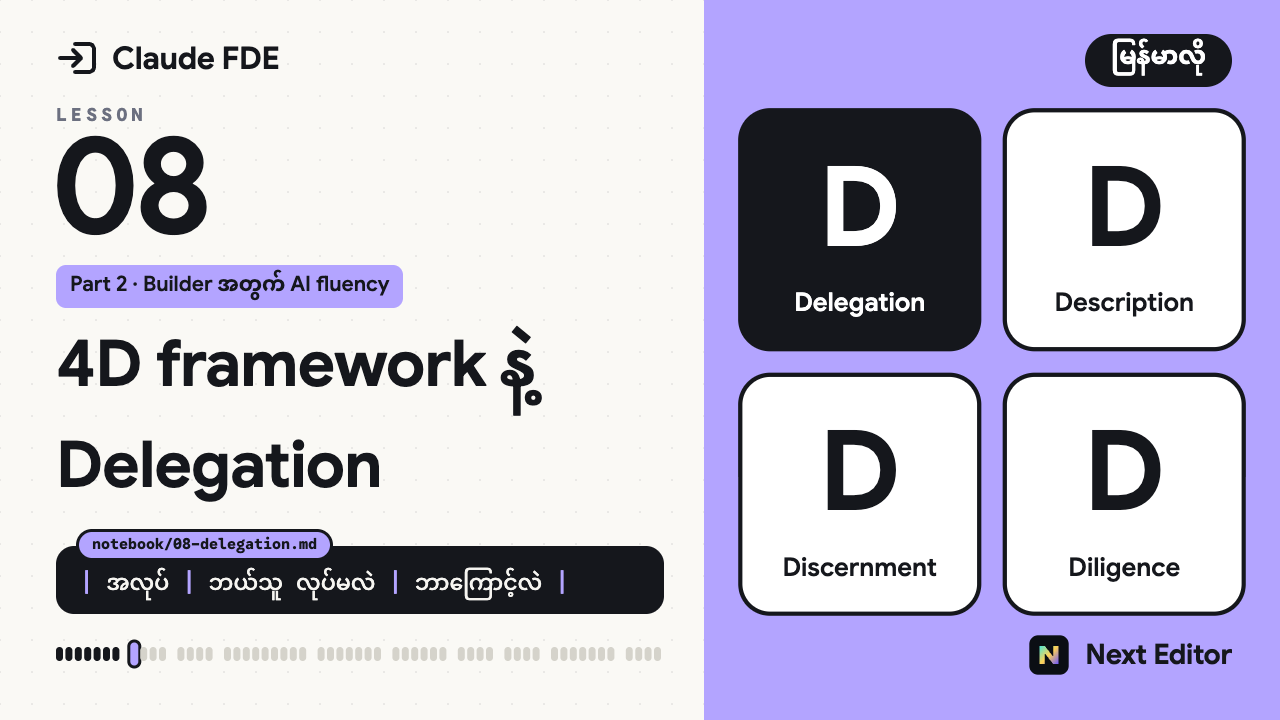 Claude FDE
LESSON
08
Part 2 · Builder အတွက် AI fluency
4D framework နဲ့
Delegation
notebook/08-delegation.md
| အလုပ် | ဘယ်သူ လုပ်မလဲ | ဘာကြောင့်လဲ |
မြန်မာလို
D
Delegation
D
Description
D
Discernment
D
Diligence
N
Next Editor